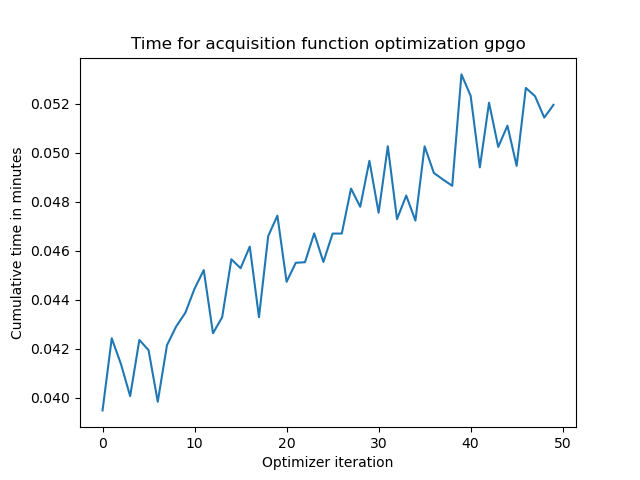 Time for acquisition function optimization gpgo
0.052
0.050
0.048
0.046
0.044
0.042
0.040
Cumulative time in minutes
0 10 20 30 40 50
Optimizer iteration